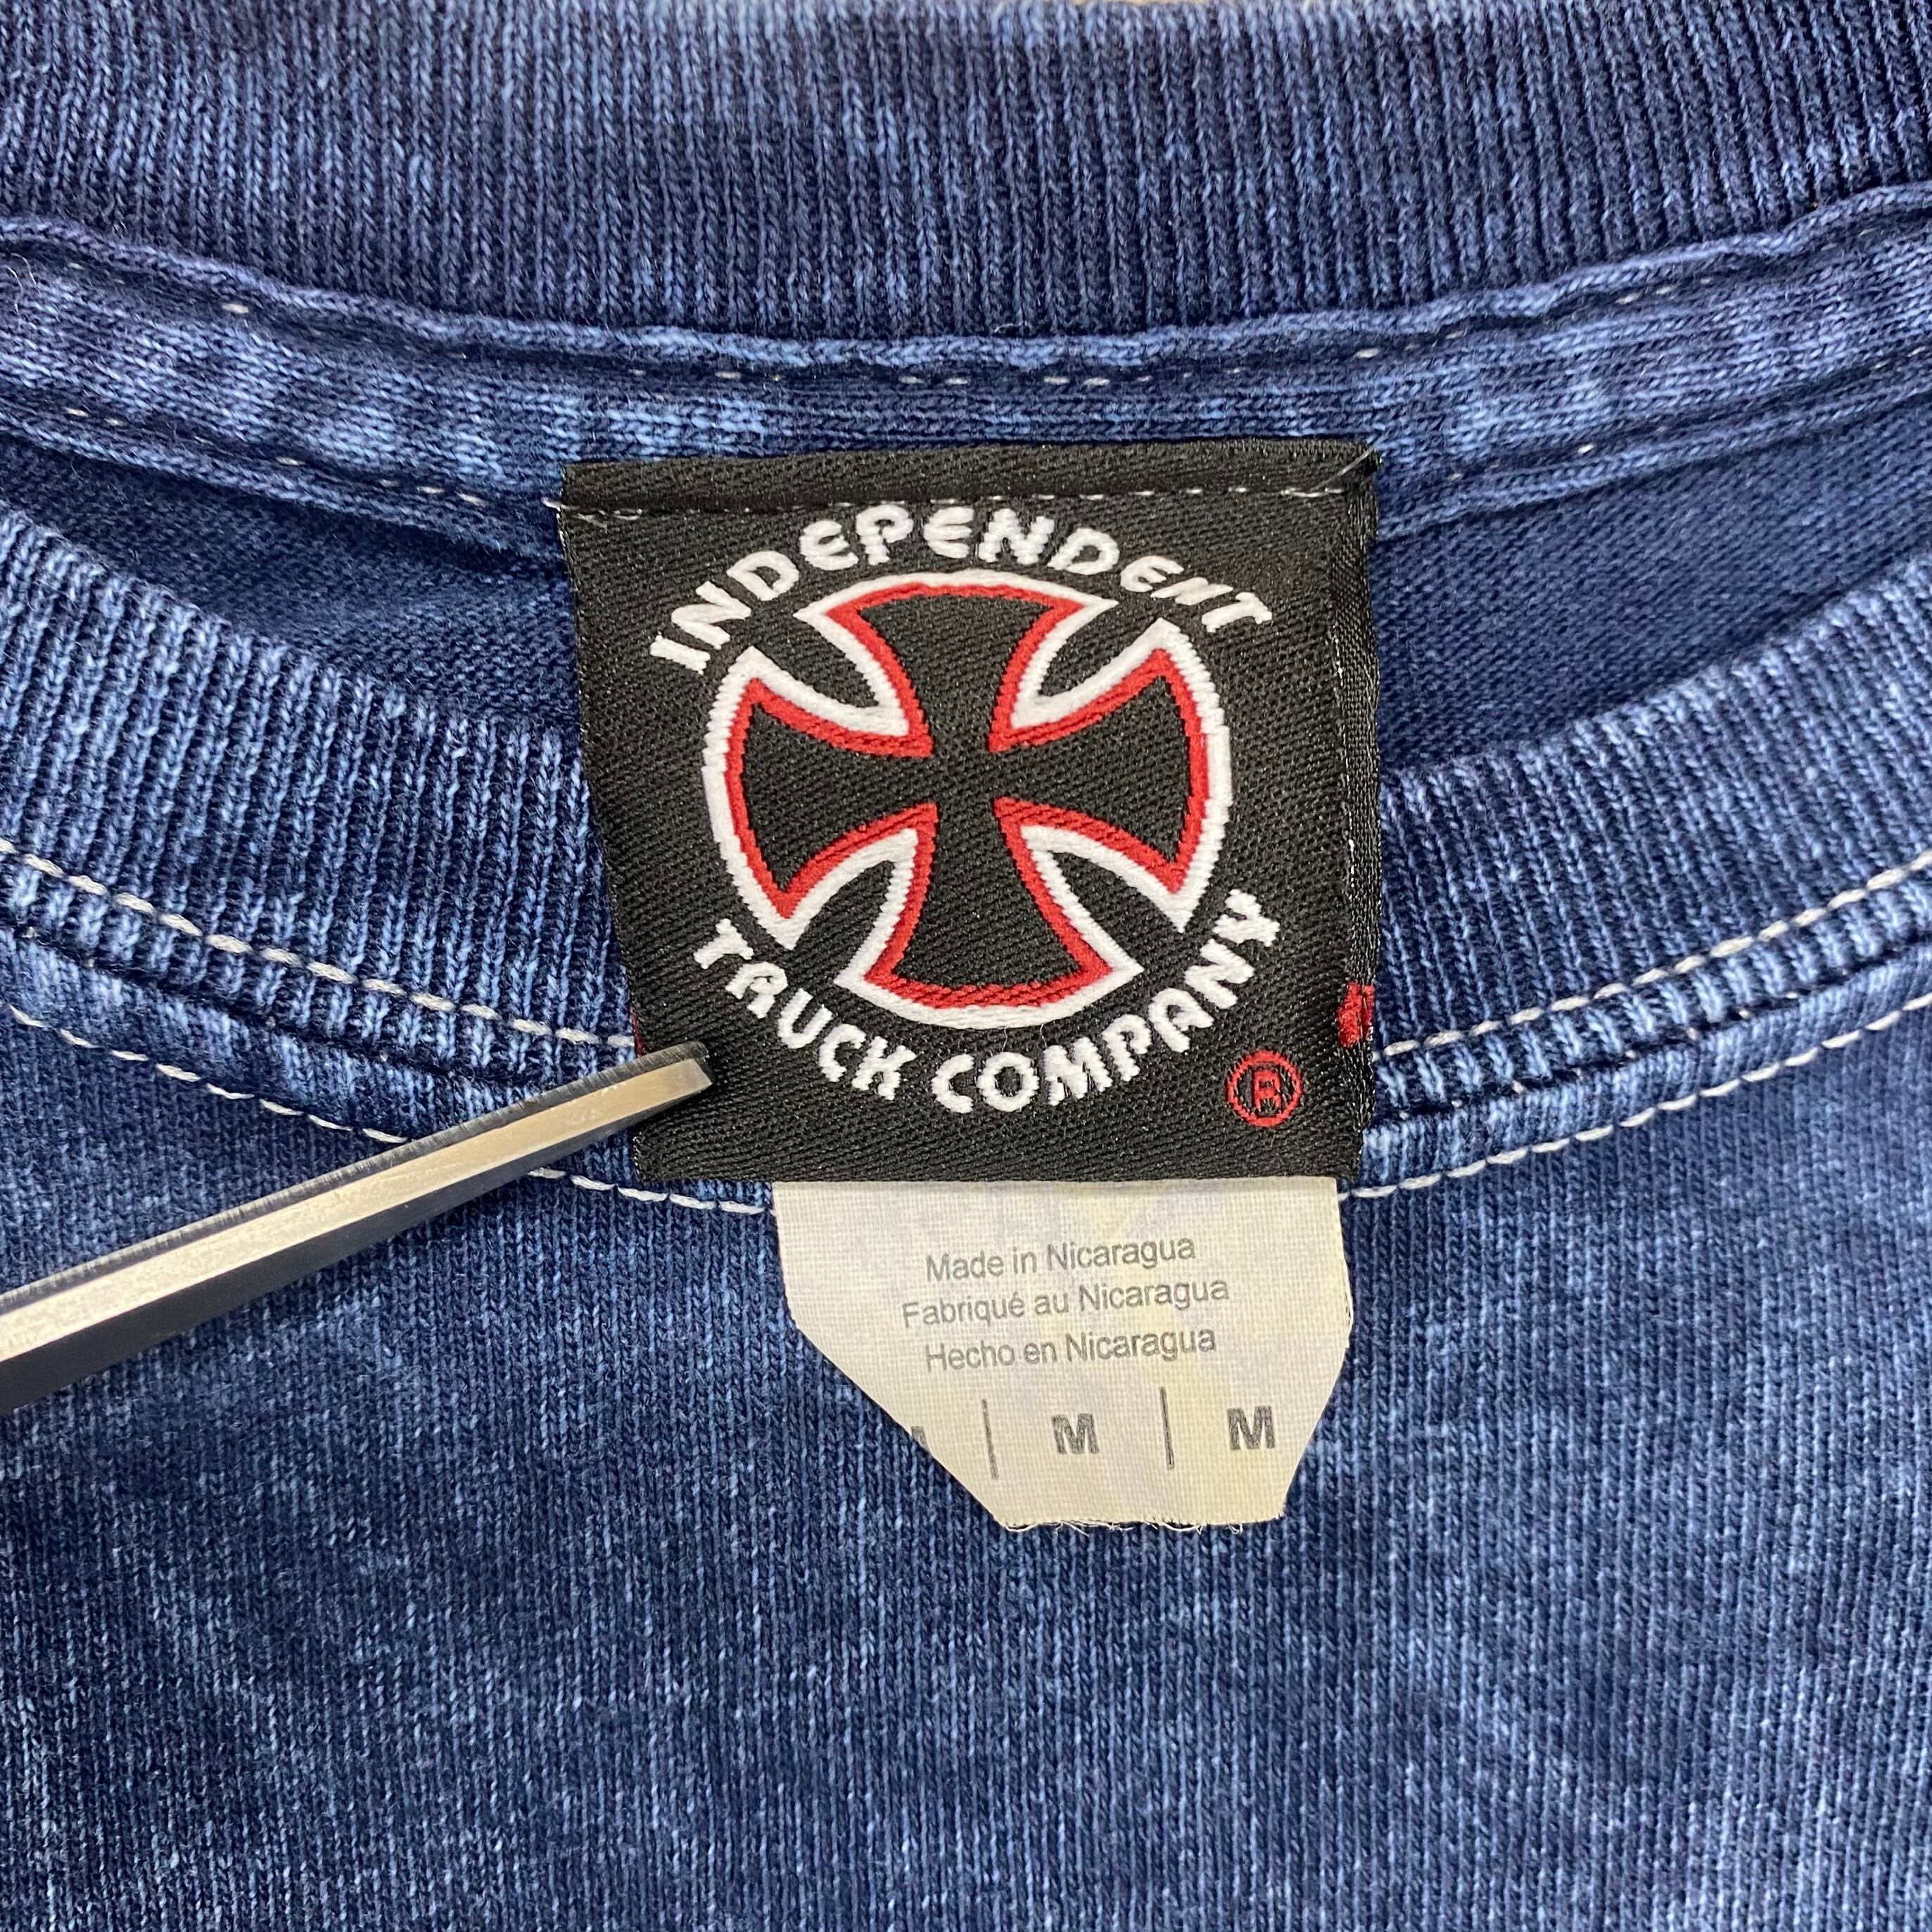 INDEPENDENT
TRUCK COMPANY
®
Made in Nicaragua
Fabriqué au Nicaragua
Hecho en Nicaragua
| M | M